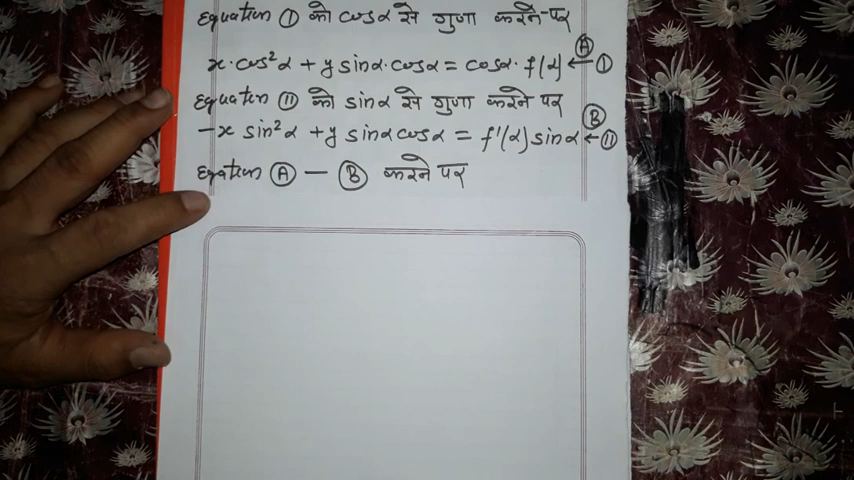 equation Ⓘ को cosα से गुणा करने पर
x·cos²α + y sinα·cosα = cosα·f(α) ← Ⓘ Ⓐ
Equation Ⓘⓘ को sinα से गुणा करने पर
-x sin²α + y sinα cosα = f'(α) sinα ← Ⓘⓘ Ⓑ
Eqation Ⓐ — Ⓑ करने पर